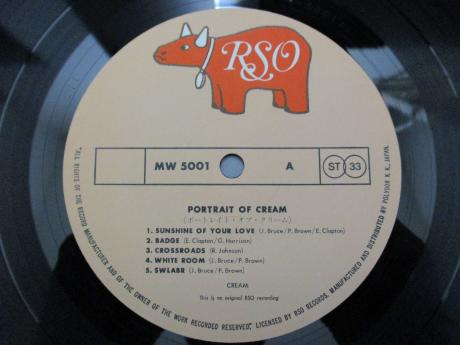 RSO
MW 5001 A ST 33
PORTRAIT OF CREAM
(ポートレイト・オブ・クリーム)
1. SUNSHINE OF YOUR LOVE (J. Bruce/P. Brown/E. Clapton)
2. BADGE (E. Clapton/G. Harrison)
3. CROSSROADS (R. Johnson)
4. WHITE ROOM (J. Bruce/P. Brown)
5. SWLABR (J. Bruce/P. Brown)
CREAM
This is no original RSO recording
"ALL RIGHTS OF THE RECORD MANUFACTURER AND OF THE OWNER OF THE WORK RECORDED RESERVED", LICENSED BY RSO RECORDS. MANUFACTURED AND DISTRIBUTED BY POLYDOR K. K., JAPAN.